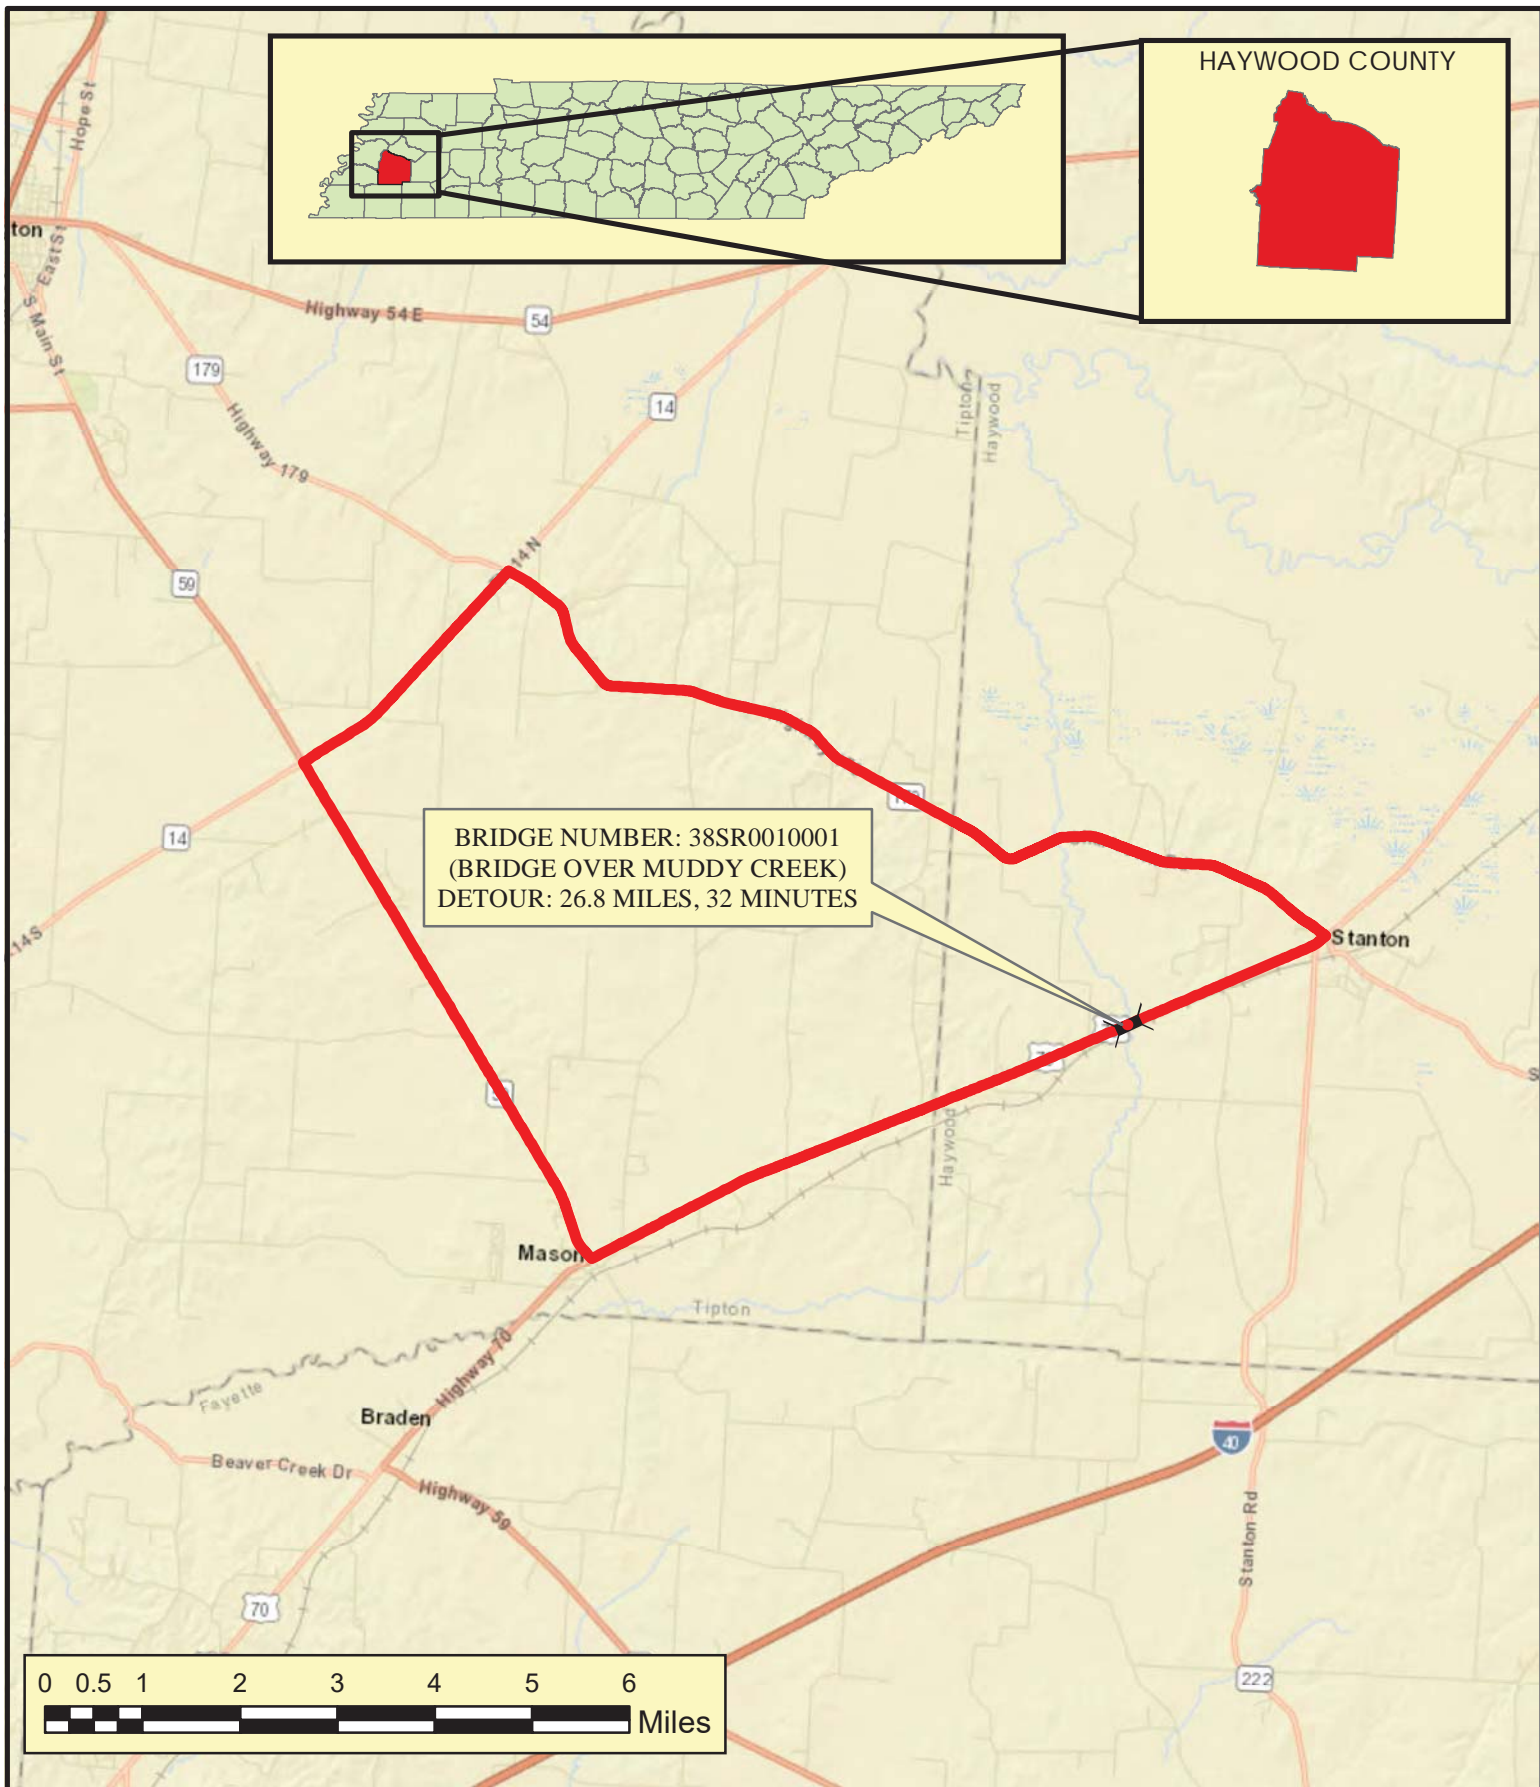 HAYWOOD COUNTY
Hope St
ton
East St
S Main St
Highway 54 E
54
179
14
Highway 179
Tipton
Haywood
14 N
59
14
BRIDGE NUMBER: 38SR0010001
(BRIDGE OVER MUDDY CREEK)
DETOUR: 26.8 MILES, 32 MINUTES
14 S
Stanton
Haywood
Mason
Tipton
Highway 70
Fayette
Braden
Beaver Creek Dr
Highway 59
40
Stanton Rd
70
222
0 0.5 1 2 3 4 5 6
Miles